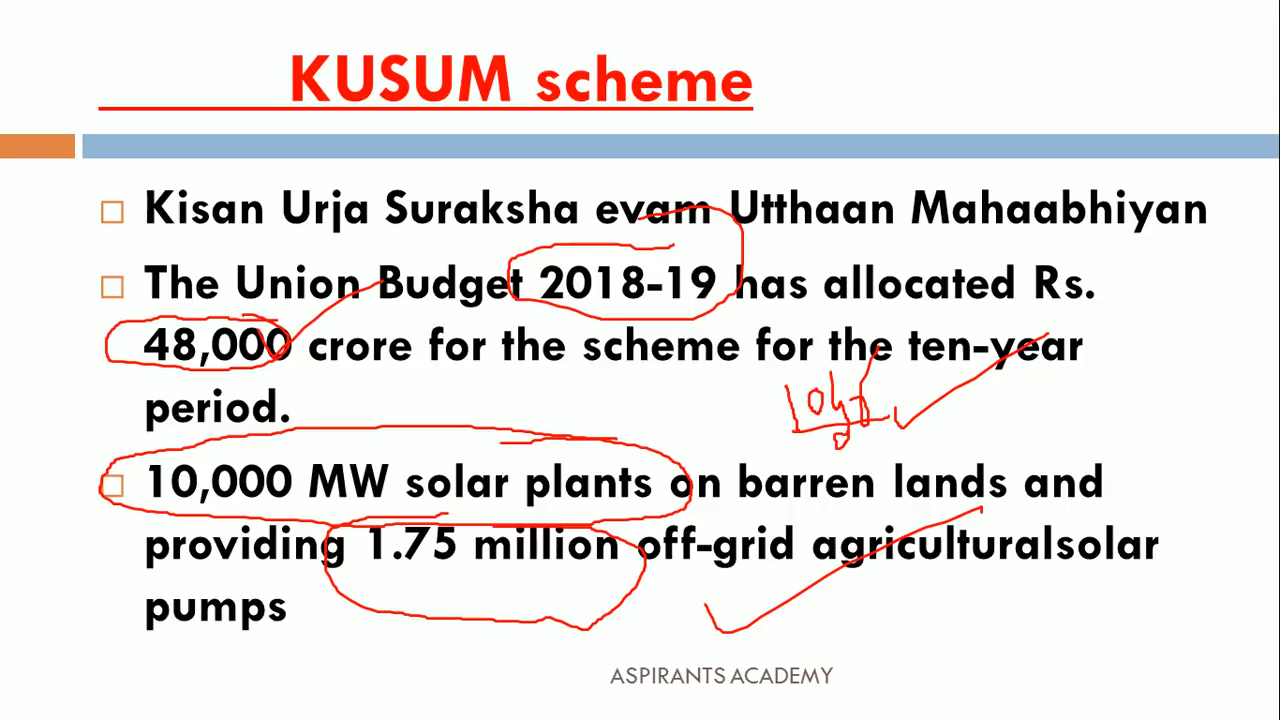 KUSUM scheme
Kisan Urja Suraksha evam Utthaan Mahaabhiyan
The Union Budget 2018-19 has allocated Rs.
48,000 crore for the scheme for the ten-year
period.
10,000 MW solar plants on barren lands and
providing 1.75 million off-grid agriculturalsolar
pumps
ASPIRANTS ACADEMY